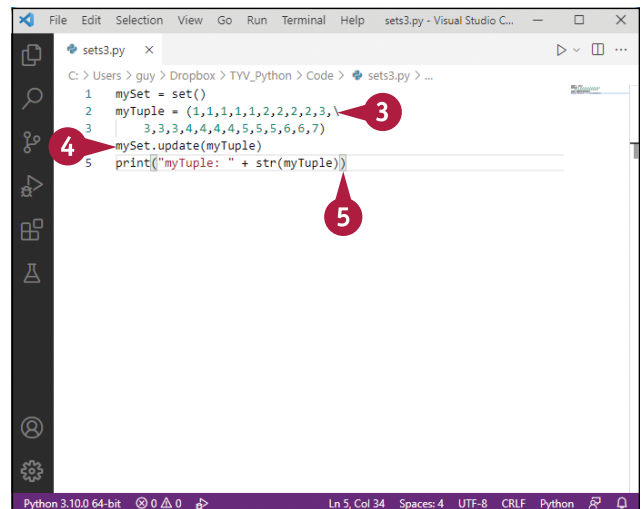 File Edit Selection View Go Run Terminal Help sets3.py - Visual Studio C...
sets3.py
C: > Users > guy > Dropbox > TYV_Python > Code > sets3.py > ...
1 mySet = set()
2 myTuple = (1,1,1,1,1,2,2,2,2,3,\
3
3 3,3,3,4,4,4,4,5,5,5,6,6,7)
4
4 mySet.update(myTuple)
5 print("myTuple: " + str(myTuple))
5
Python 3.10.0 64-bit 0 0 Ln 5, Col 34 Spaces: 4 UTF-8 CRLF Python